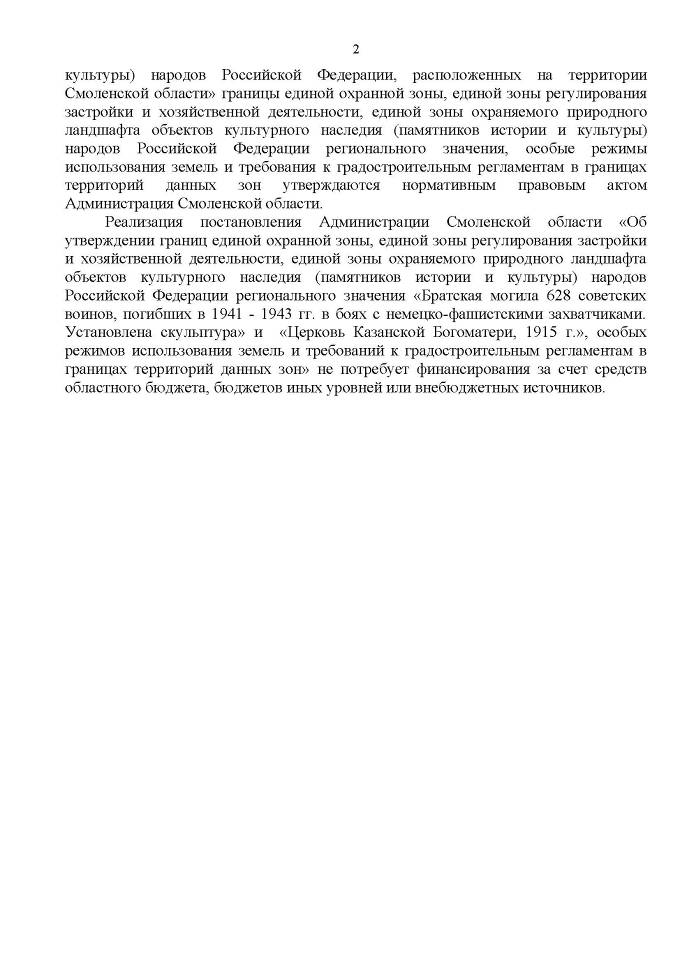 2
культуры) народов Российской Федерации, расположенных на территории
Смоленской области» границы единой охранной зоны, единой зоны регулирования
застройки и хозяйственной деятельности, единой зоны охраняемого природного
ландшафта объектов культурного наследия (памятников истории и культуры)
народов Российской Федерации регионального значения, особые режимы
использования земель и требования к градостроительным регламентам в границах
территорий данных зон утверждаются нормативным правовым актом
Администрация Смоленской области.
Реализация постановления Администрации Смоленской области «Об
утверждении границ единой охранной зоны, единой зоны регулирования застройки
и хозяйственной деятельности, единой зоны охраняемого природного ландшафта
объектов культурного наследия (памятников истории и культуры) народов
Российской Федерации регионального значения «Братская могила 628 советских
воинов, погибших в 1941 - 1943 гг. в боях с немецко-фашистскими захватчиками.
Установлена скульптура» и «Церковь Казанской Богоматери, 1915 г.», особых
режимов использования земель и требований к градостроительным регламентам в
границах территорий данных зон» не потребует финансирования за счет средств
областного бюджета, бюджетов иных уровней или внебюджетных источников.